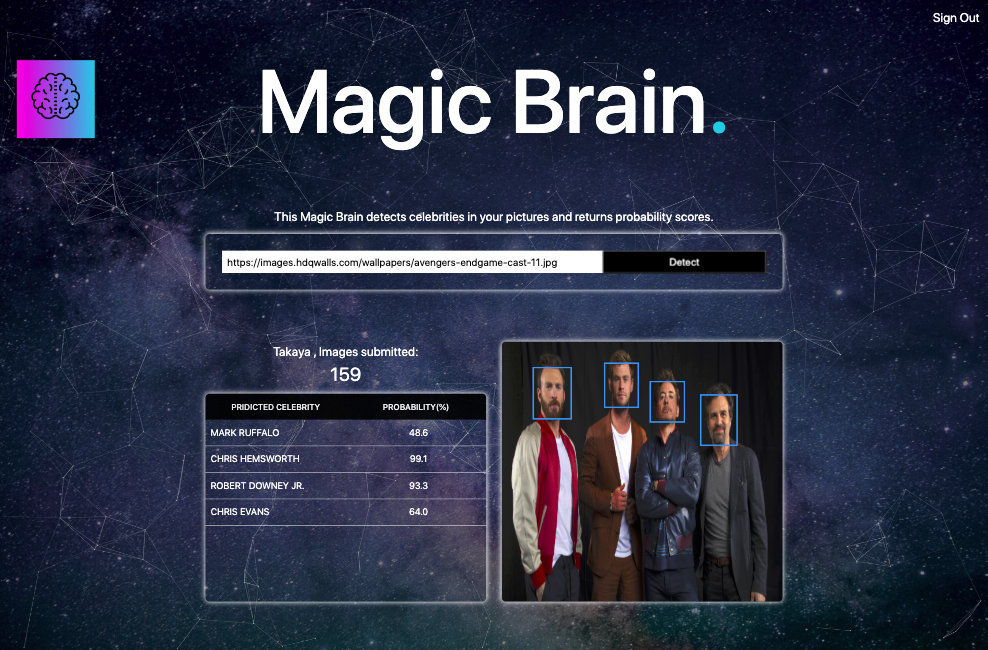 Sign Out
Magic Brain.
This Magic Brain detects celebrities in your pictures and returns probability scores.
https://images.hdqwalls.com/wallpapers/avengers-endgame-cast-11.jpg Detect
Takaya , Images submitted:
159
PRIDICTED CELEBRITY PROBABILITY(%)
MARK RUFFALO 48.6
CHRIS HEMSWORTH 99.1
ROBERT DOWNEY JR. 93.3
CHRIS EVANS 64.0